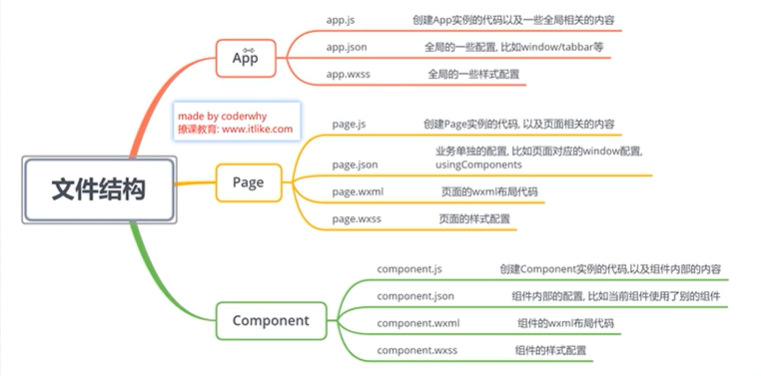 app.js 创建App实例的代码以及一些全局相关的内容
App
app.json 全局的一些配置, 比如window/tabbar等
app.wxss 全局的一些样式配置
made by coderwhy
撩课教育: www.itlike.com
page.js 创建Page实例的代码, 以及页面相关的内容
业务单独的配置, 比如页面对应的window配置,
page.json usingComponents
文件结构
Page
page.wxml 页面的wxml布局代码
page.wxss 页面的样式配置
component.js 创建Component实例的代码,以及组件内部的内容
component.json 组件内部的配置, 比如当前组件使用了别的组件
Component
component.wxml 组件的wxml布局代码
component.wxss 组件的样式配置